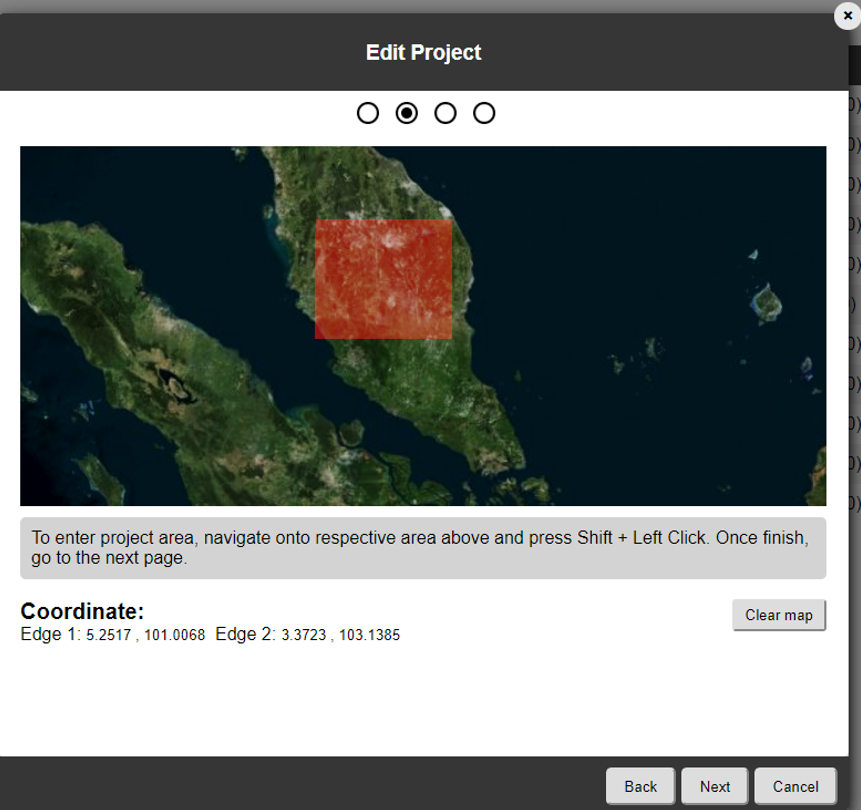 ×
Edit Project
To enter project area, navigate onto respective area above and press Shift + Left Click. Once finish,
go to the next page.
Coordinate:
Clear map
Edge 1: 5.2517 , 101.0068 Edge 2: 3.3723 , 103.1385
Back Next Cancel